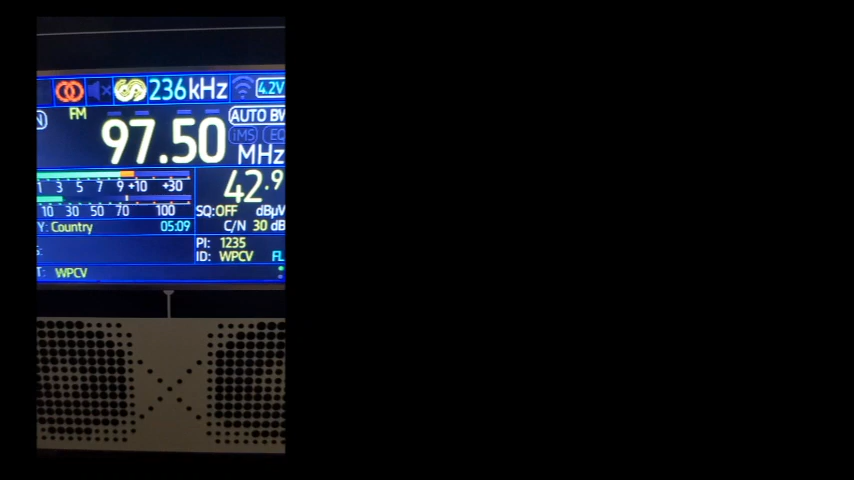 236kHz 4.2V
FM AUTO BW
N iMS EQ
97.50 MHz
1 3 5 7 9 +10 +30
42.9
10 30 50 70 100
SQ:OFF dBµV
Y: Country 05:09
C/N 30 dB
PI: 1235
S:
ID: WPCV FL
T: WPCV